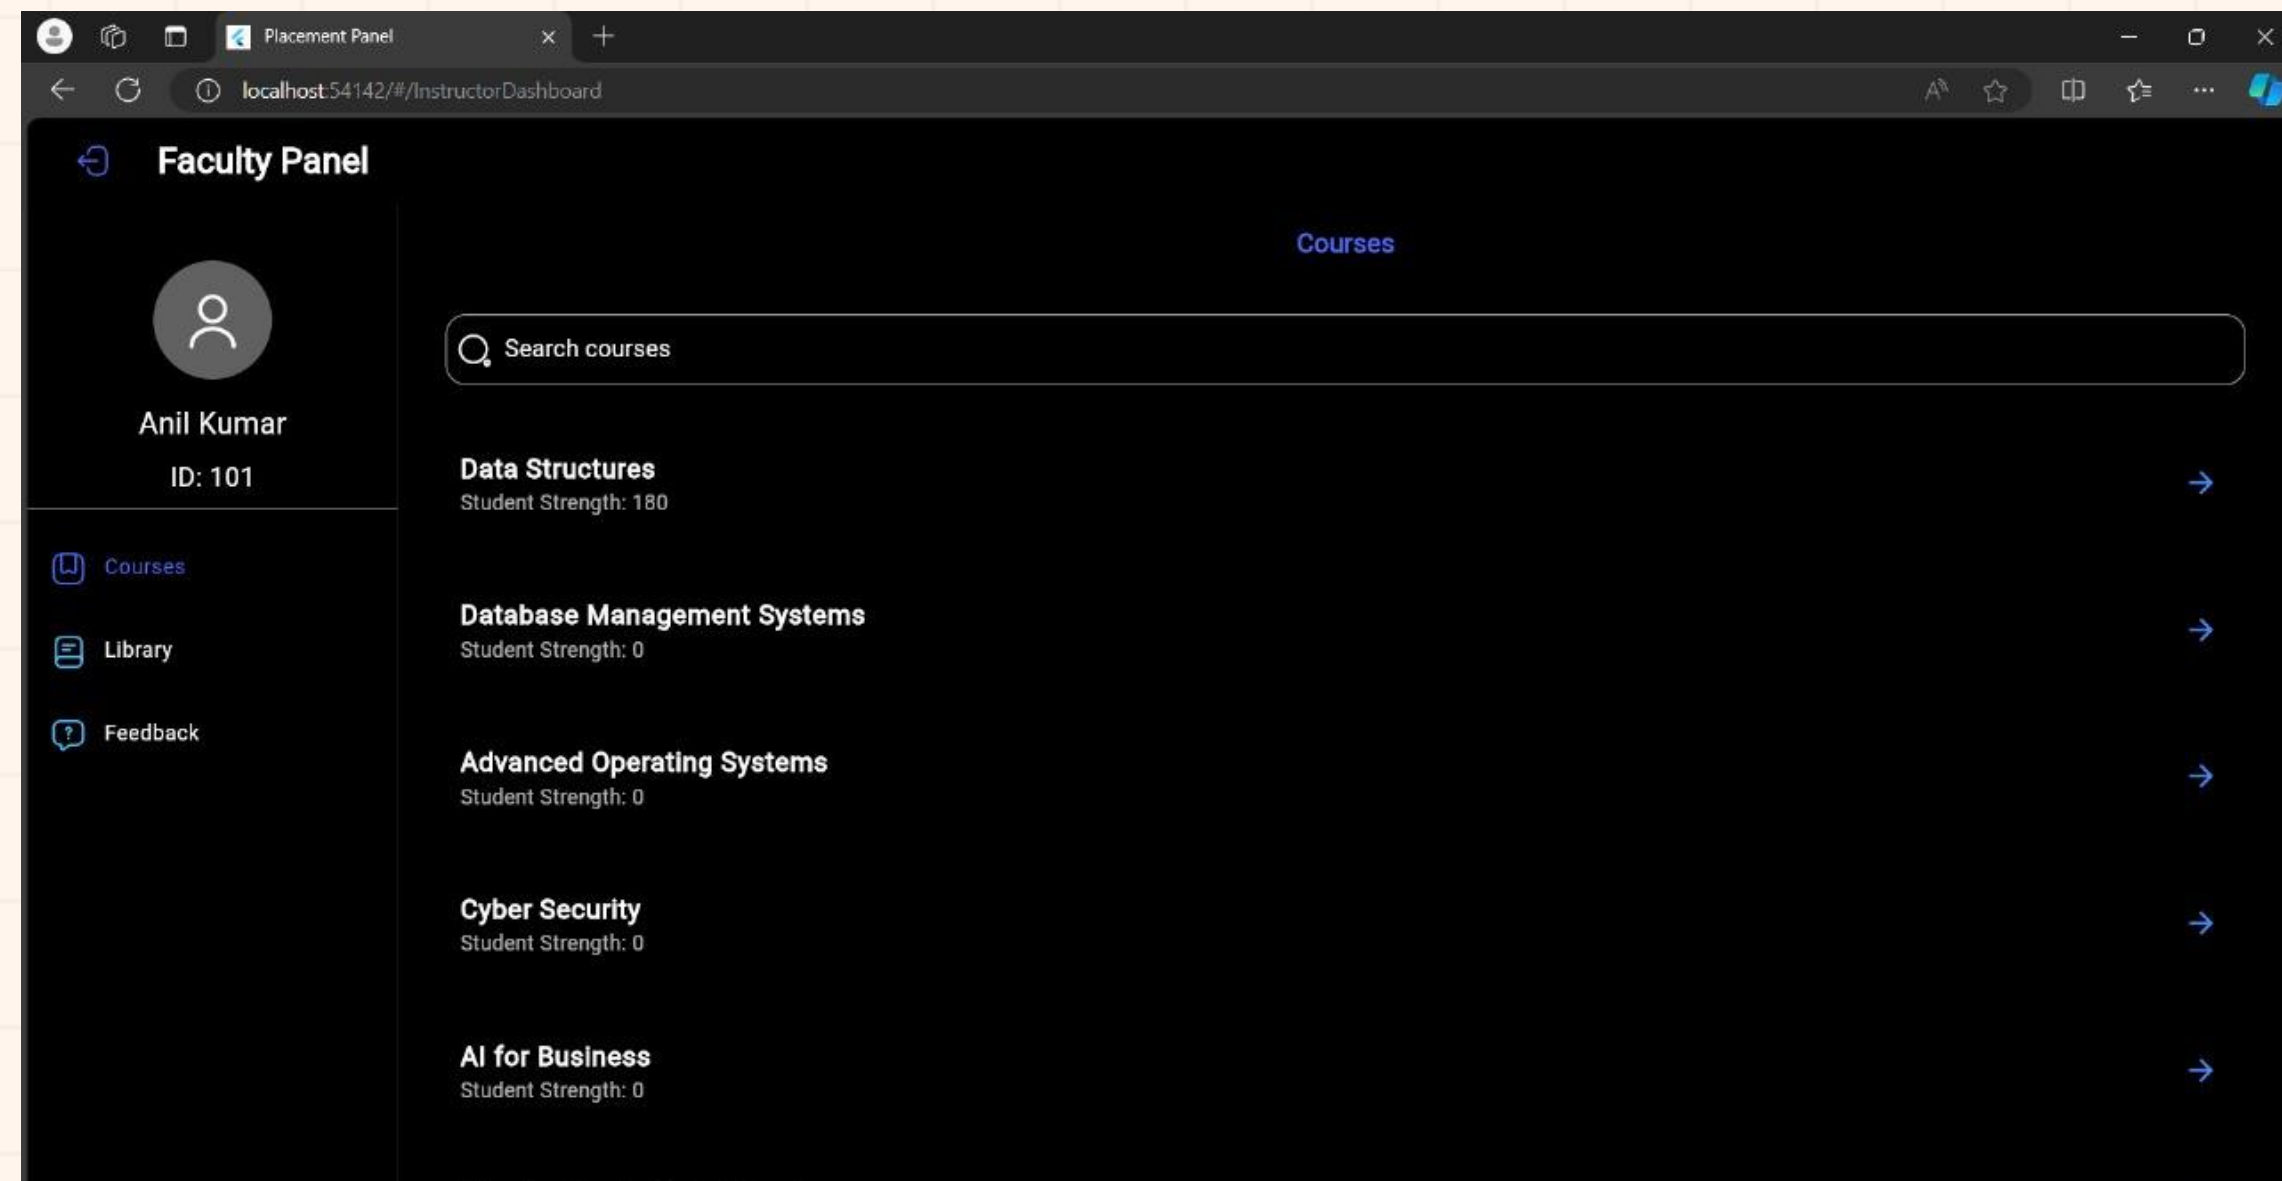 Placement Panel
localhost:54142/#/InstructorDashboard
Faculty Panel
Anil Kumar
ID: 101
Courses
Library
Feedback
Courses
Search courses
Data Structures
Student Strength: 180
Database Management Systems
Student Strength: 0
Advanced Operating Systems
Student Strength: 0
Cyber Security
Student Strength: 0
AI for Business
Student Strength: 0